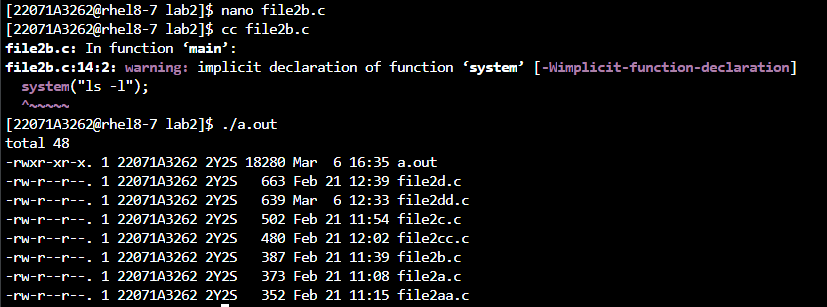 [22071A3262@rhel8-7 lab2]$ nano file2b.c
[22071A3262@rhel8-7 lab2]$ cc file2b.c
file2b.c: In function ‘main’:
file2b.c:14:2: warning: implicit declaration of function ‘system’ [-Wimplicit-function-declaration]
  system("ls -l");
  ^~~~~~
[22071A3262@rhel8-7 lab2]$ ./a.out
total 48
-rwxr-xr-x. 1 22071A3262 2Y2S 18280 Mar  6 16:35 a.out
-rw-r--r--. 1 22071A3262 2Y2S   663 Feb 21 12:39 file2d.c
-rw-r--r--. 1 22071A3262 2Y2S   639 Mar  6 12:33 file2dd.c
-rw-r--r--. 1 22071A3262 2Y2S   502 Feb 21 11:54 file2c.c
-rw-r--r--. 1 22071A3262 2Y2S   480 Feb 21 12:02 file2cc.c
-rw-r--r--. 1 22071A3262 2Y2S   387 Feb 21 11:39 file2b.c
-rw-r--r--. 1 22071A3262 2Y2S   373 Feb 21 11:08 file2a.c
-rw-r--r--. 1 22071A3262 2Y2S   352 Feb 21 11:15 file2aa.c